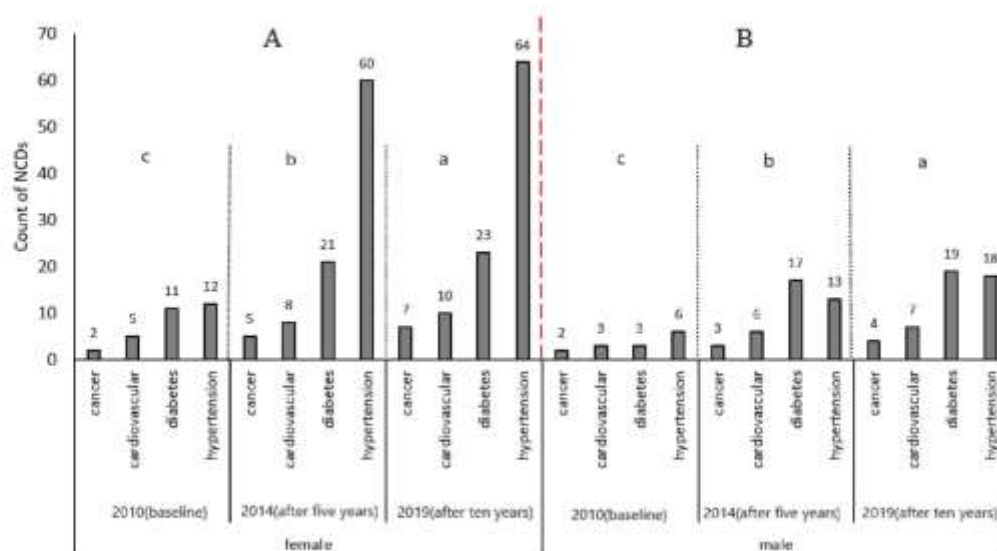 A
B
70
60
50
40
30
20
10
0
Count of NCDs
c
b
a
c
b
a
2
5
11
12
5
8
21
60
7
10
23
64
2
3
3
6
3
6
17
13
4
7
19
18
cancer
cardiovascular
diabetes
hypertension
cancer
cardiovascular
diabetes
hypertension
cancer
cardiovascular
diabetes
hypertension
cancer
cardiovascular
diabetes
hypertension
cancer
cardiovascular
diabetes
hypertension
cancer
cardiovascular
diabetes
hypertension
2010(baseline)
2014(after five years)
2019(after ten years)
2010(baseline)
2014(after five years)
2019(after ten years)
female
male